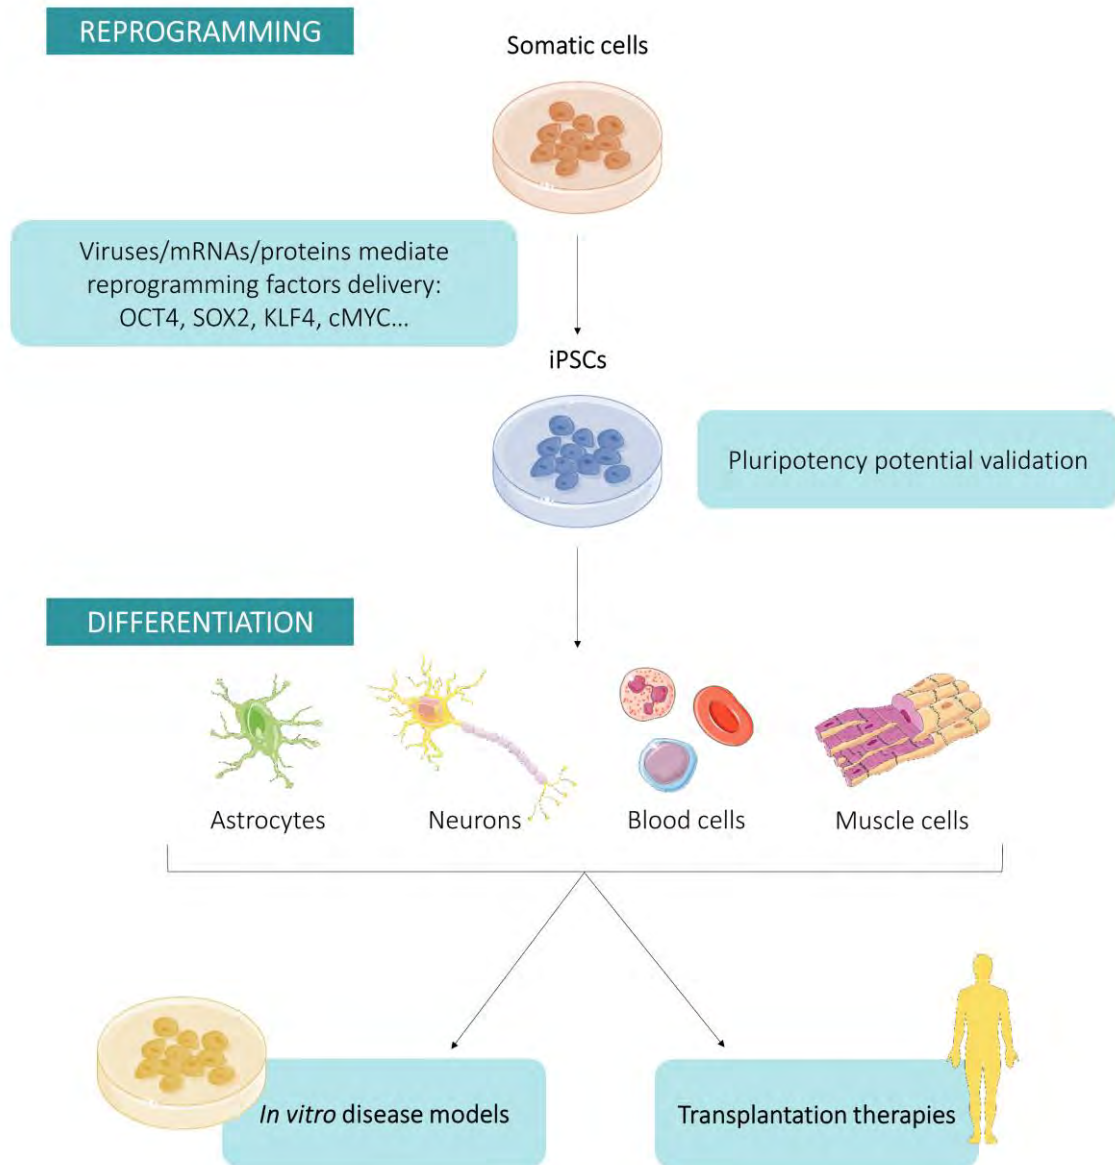 REPROGRAMMING
Somatic cells
Viruses/mRNAs/proteins mediate
reprogramming factors delivery:
OCT4, SOX2, KLF4, cMYC...
iPSCs
Pluripotency potential validation
DIFFERENTIATION
Astrocytes
Neurons
Blood cells
Muscle cells
In vitro disease models
Transplantation therapies